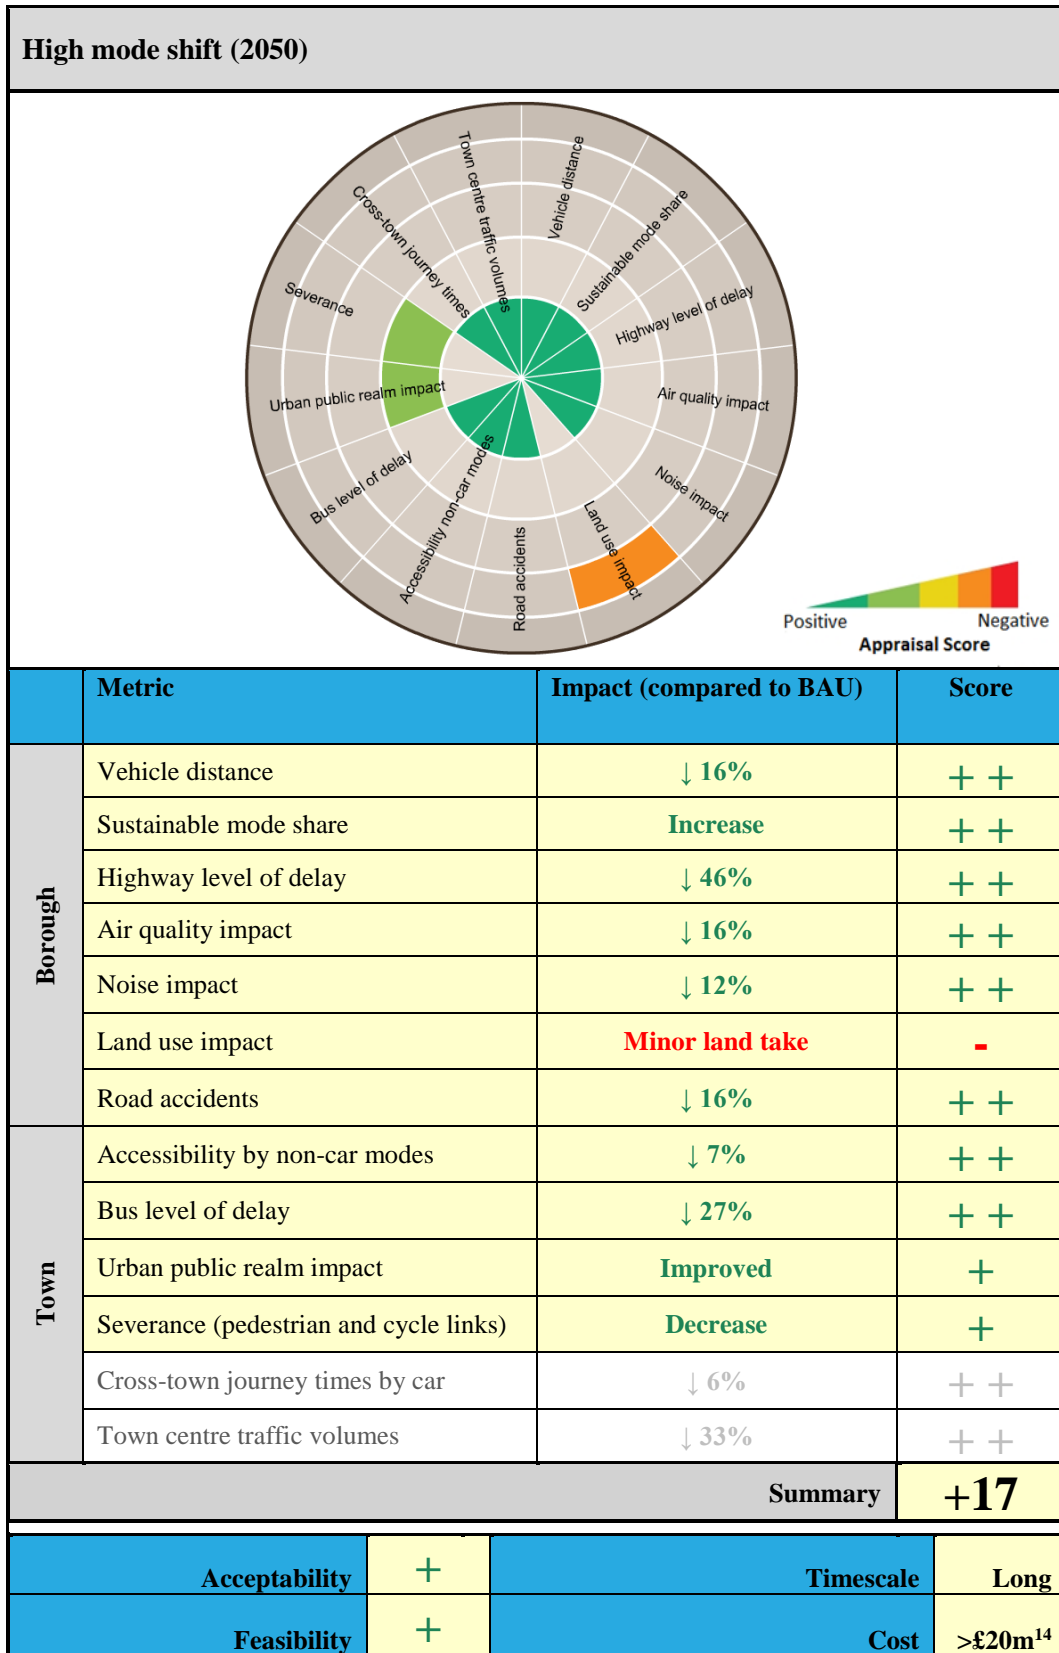 High mode shift (2050)
Town centre traffic volumes
Vehicle distance
Cross-town journey times
Sustainable mode share
Severance
Highway level of delay
Urban public realm impact
Air quality impact
Bus level of delay
Noise impact
Accessibility non-car modes
Land use impact
Road accidents
Positive Negative
Appraisal Score
Metric Impact (compared to BAU) Score
Borough
Vehicle distance ↓ 16% + +
Sustainable mode share Increase + +
Highway level of delay ↓ 46% + +
Air quality impact ↓ 16% + +
Noise impact ↓ 12% + +
Land use impact Minor land take -
Road accidents ↓ 16% + +
Town
Accessibility by non-car modes ↓ 7% + +
Bus level of delay ↓ 27% + +
Urban public realm impact Improved +
Severance (pedestrian and cycle links) Decrease +
Cross-town journey times by car ↓ 6% + +
Town centre traffic volumes ↓ 33% + +
Summary +17
Acceptability + Timescale Long
Feasibility + Cost >£20m¹⁴